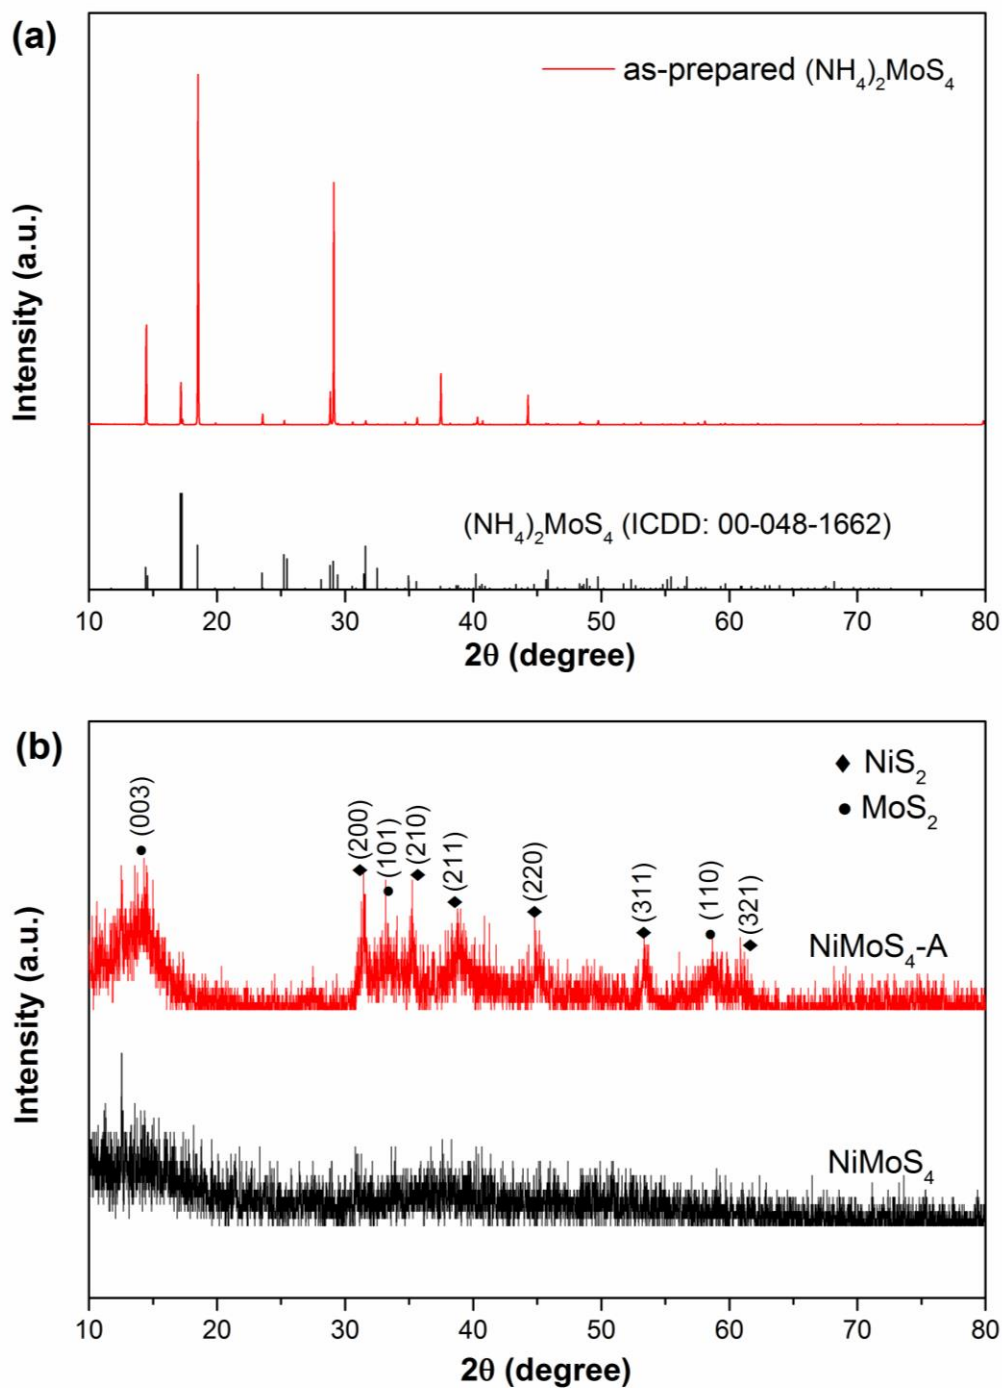 (a)
as-prepared (NH₄)₂MoS₄
Intensity (a.u.)
(NH₄)₂MoS₄ (ICDD: 00-048-1662)
10 20 30 40 50 60 70 80
2θ (degree)
(b)
NiS₂
MoS₂
(003)
(200)
(101)
(210)
(211)
(220)
(311)
(110)
(321)
NiMoS₄-A
Intensity (a.u.)
NiMoS₄
10 20 30 40 50 60 70 80
2θ (degree)